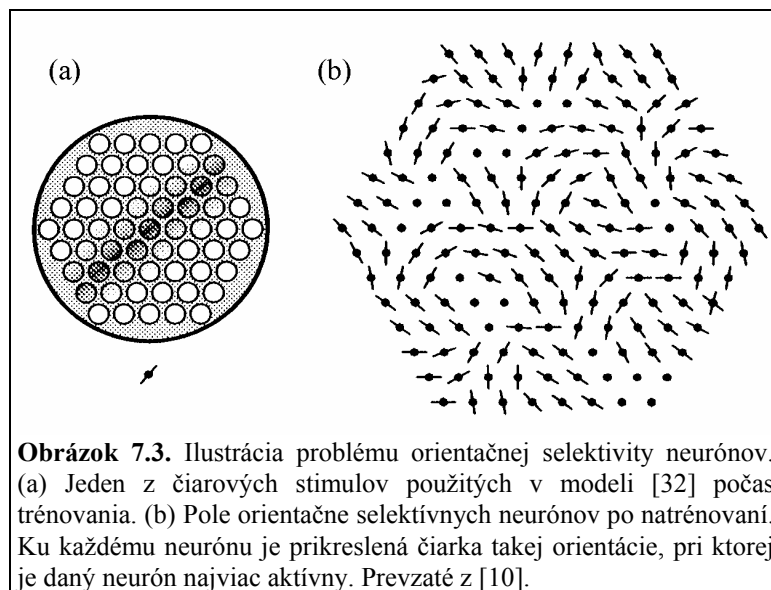 (a) (b)
Obrázok 7.3. Ilustrácia problému orientačnej selektivity neurónov.
(a) Jeden z čiarových stimulov použitých v modeli [32] počas
trénovania. (b) Pole orientačne selektívnych neurónov po natrénovaní.
Ku každému neurónu je prikreslená čiarka takej orientácie, pri ktorej
je daný neurón najviac aktívny. Prevzaté z [10].